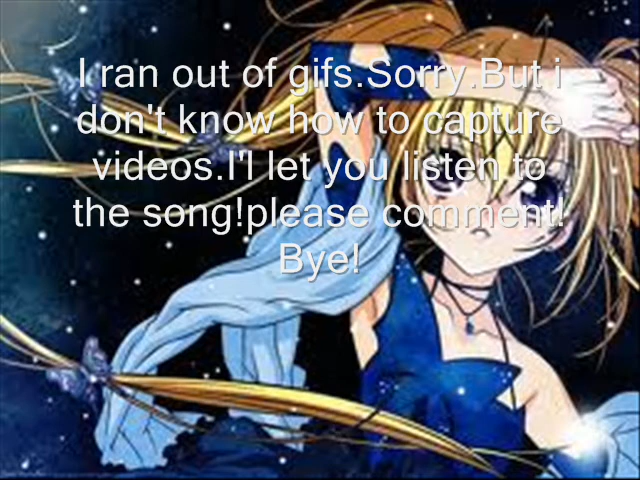 I ran out of gifs.Sorry.But i
don't know how to capture
videos.I'l let you listen to
the song!please comment!
Bye!